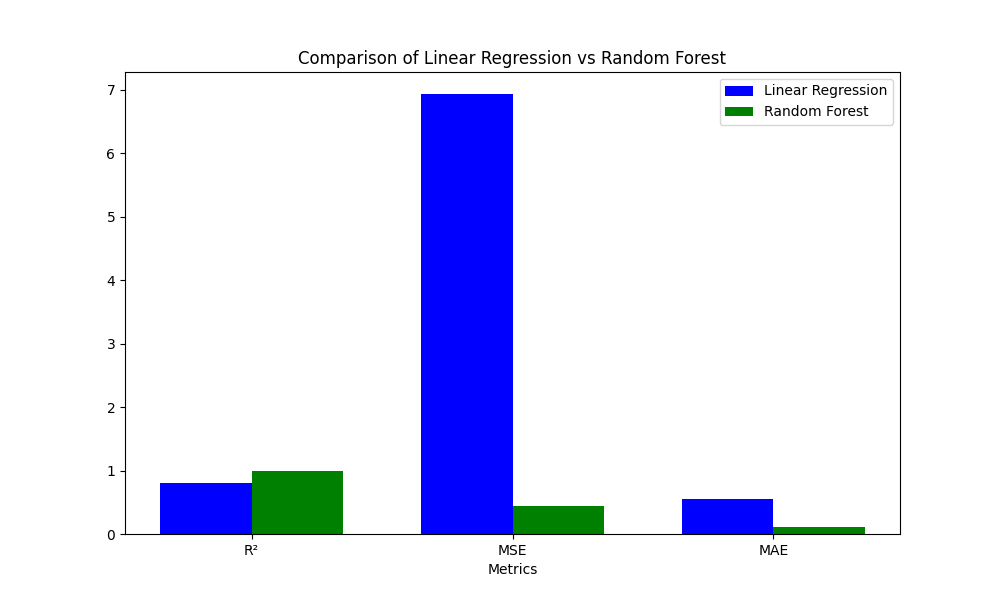 Comparison of Linear Regression vs Random Forest
Linear Regression
Random Forest
7
6
5
4
3
2
1
0
R²
MSE
MAE
Metrics